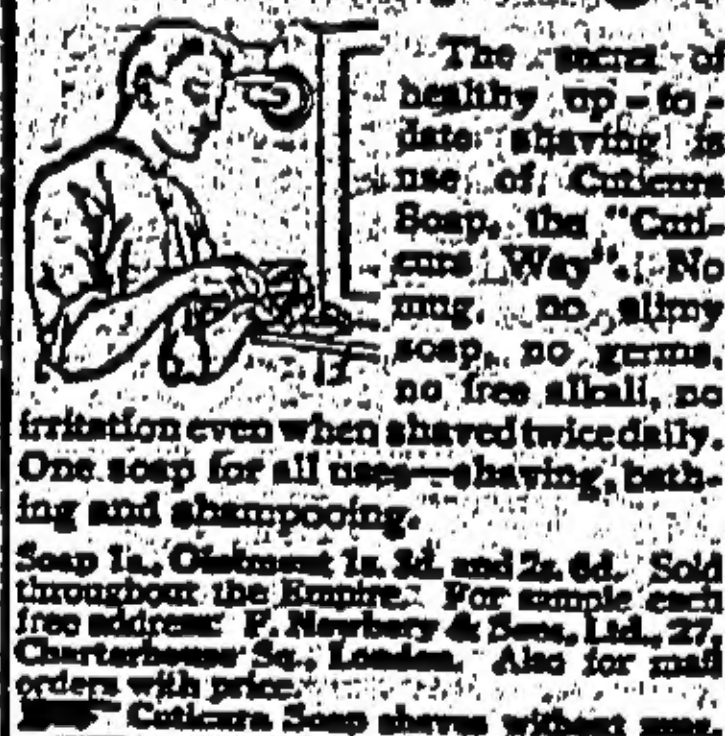 The secret of
healthy up-to-
date shaving is
use of Cuticura
Soap, the "Cuti-
cura Way". No
mug, no slimy
soap, no germs,
no free alkali, no
irritation even when shaved twice daily.
One soap for all uses—shaving, bath-
ing and shampooing.
Soap 1s., Ointment 1s. 3d. and 2s. 6d. Sold
throughout the Empire. For sample each
free address: F. Newbery & Sons, Ltd., 27,
Charterhouse Sq., London. Also for mail
orders with price.
Cuticura Soap shaves without mug.